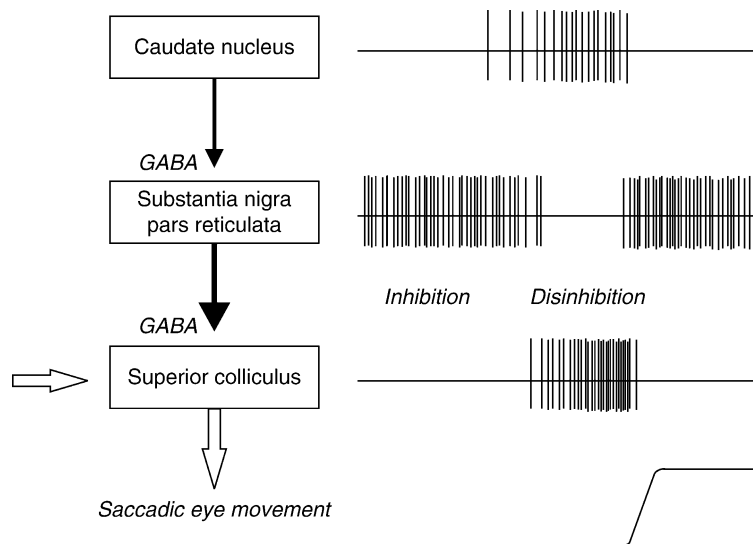 Caudate nucleus
GABA
Substantia nigra
pars reticulata
Inhibition
Disinhibition
GABA
Superior colliculus
Saccadic eye movement